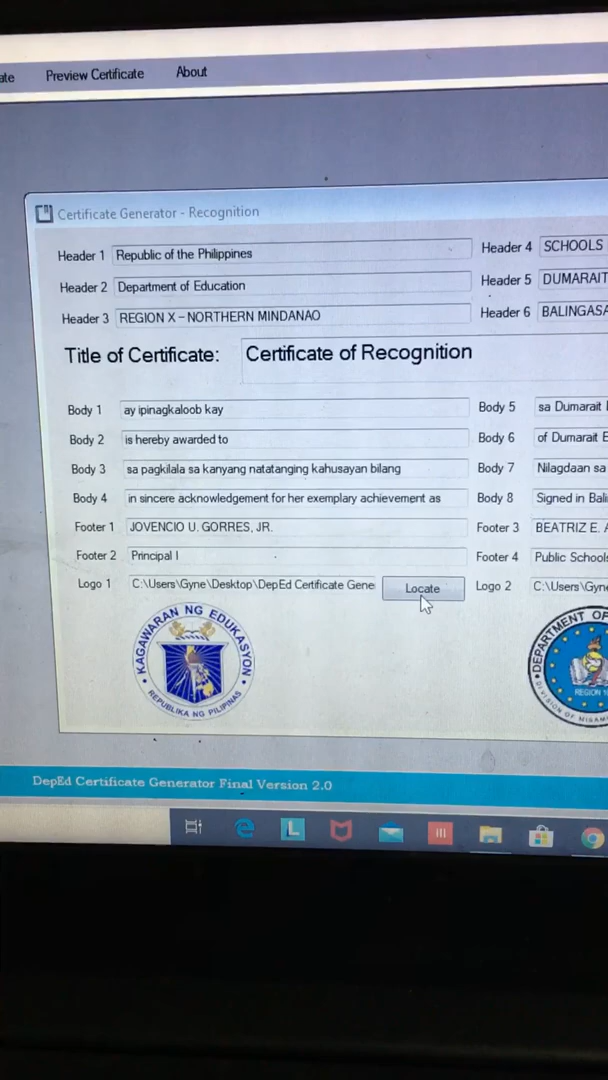 ate Preview Certificate About
Certificate Generator - Recognition
Header 1 Republic of the Philippines Header 4 SCHOOLS
Header 2 Department of Education Header 5 DUMARAIT
Header 3 REGION X – NORTHERN MINDANAO Header 6 BALINGASA
Title of Certificate: Certificate of Recognition
Body 1 ay ipinagkaloob kay Body 5 sa Dumarait
Body 2 is hereby awarded to Body 6 of Dumarait E
Body 3 sa pagkilala sa kanyang natatanging kahusayan bilang Body 7 Nilagdaan sa
Body 4 in sincere acknowledgement for her exemplary achievement as Body 8 Signed in Bali
Footer 1 JOVENCIO U. GORRES, JR. Footer 3 BEATRIZ E. A
Footer 2 Principal I Footer 4 Public Schools
Logo 1 C:\Users\Gyne\Desktop\DepEd Certificate Gene Locate Logo 2 C:\Users\Gyne
KAGAWARAN NG EDUKASYON
REPUBLIKA NG PILIPINAS
DEPARTMENT OF
REGION 10
DIVISION OF MISAM
DepEd Certificate Generator Final Version 2.0